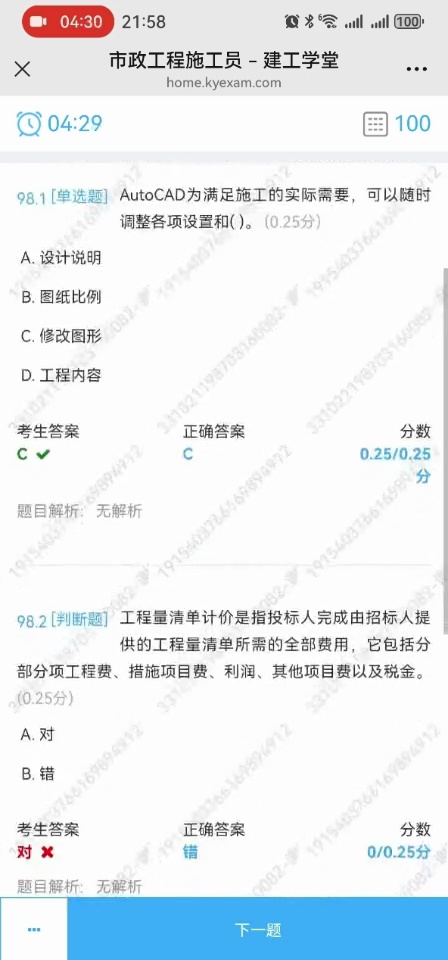 04:30 21:58 6 100
市政工程施工员 - 建工学堂
home.kyexam.com
04:29 100
98.1 [单选题] AutoCAD为满足施工的实际需要，可以随时
调整各项设置和( )。 (0.25分)
A. 设计说明
B. 图纸比例
C. 修改图形
D. 工程内容
考生答案 正确答案 分数
C C 0.25/0.25
分
题目解析: 无解析
98.2 [判断题] 工程量清单计价是指投标人完成由招标人提
供的工程量清单所需的全部费用，它包括分
部分项工程费、措施项目费、利润、其他项目费以及税金。
(0.25分)
A. 对
B. 错
考生答案 正确答案 分数
对 错 0/0.25分
题目解析: 无解析
下一题